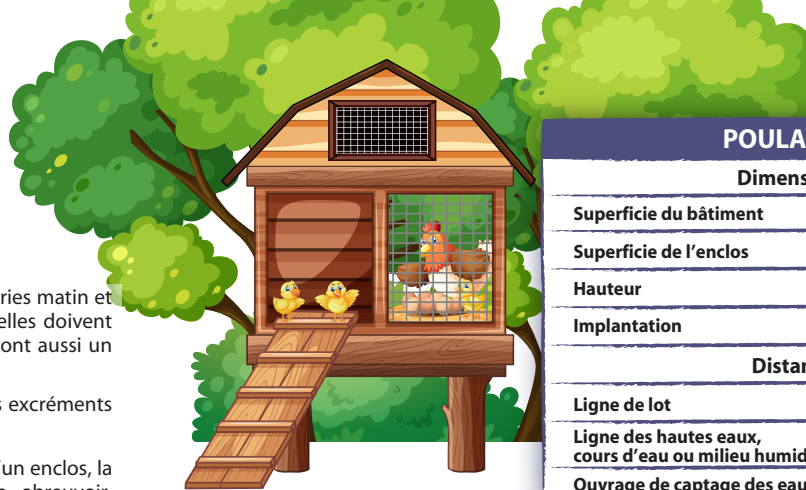 ries matin et
elles doivent
ront aussi un
excréments
un enclos, la
abreuvoir,
POULA
Dimens
Superficie du bâtiment
Superficie de l'enclos
Hauteur
Implantation
Distan
Ligne de lot
Ligne des hautes eaux,
cours d'eau ou milieu humid
Ouvrage de captage des eau